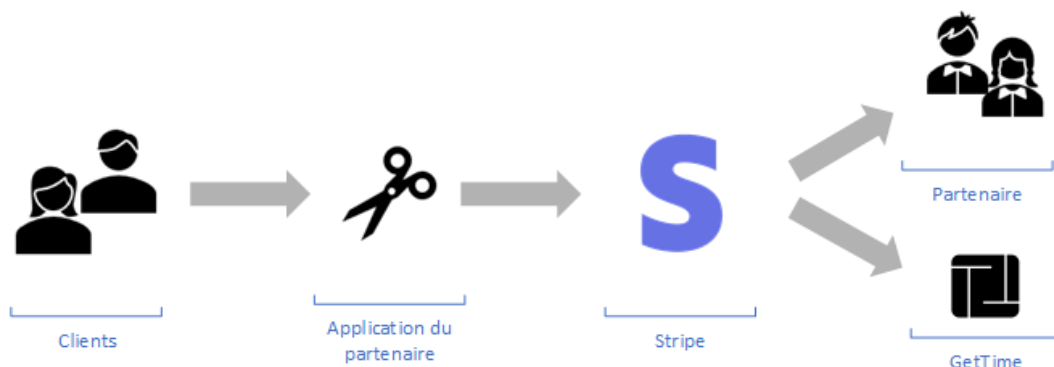 Partenaire
S
Clients
Application du
partenaire
Stripe
GetTime